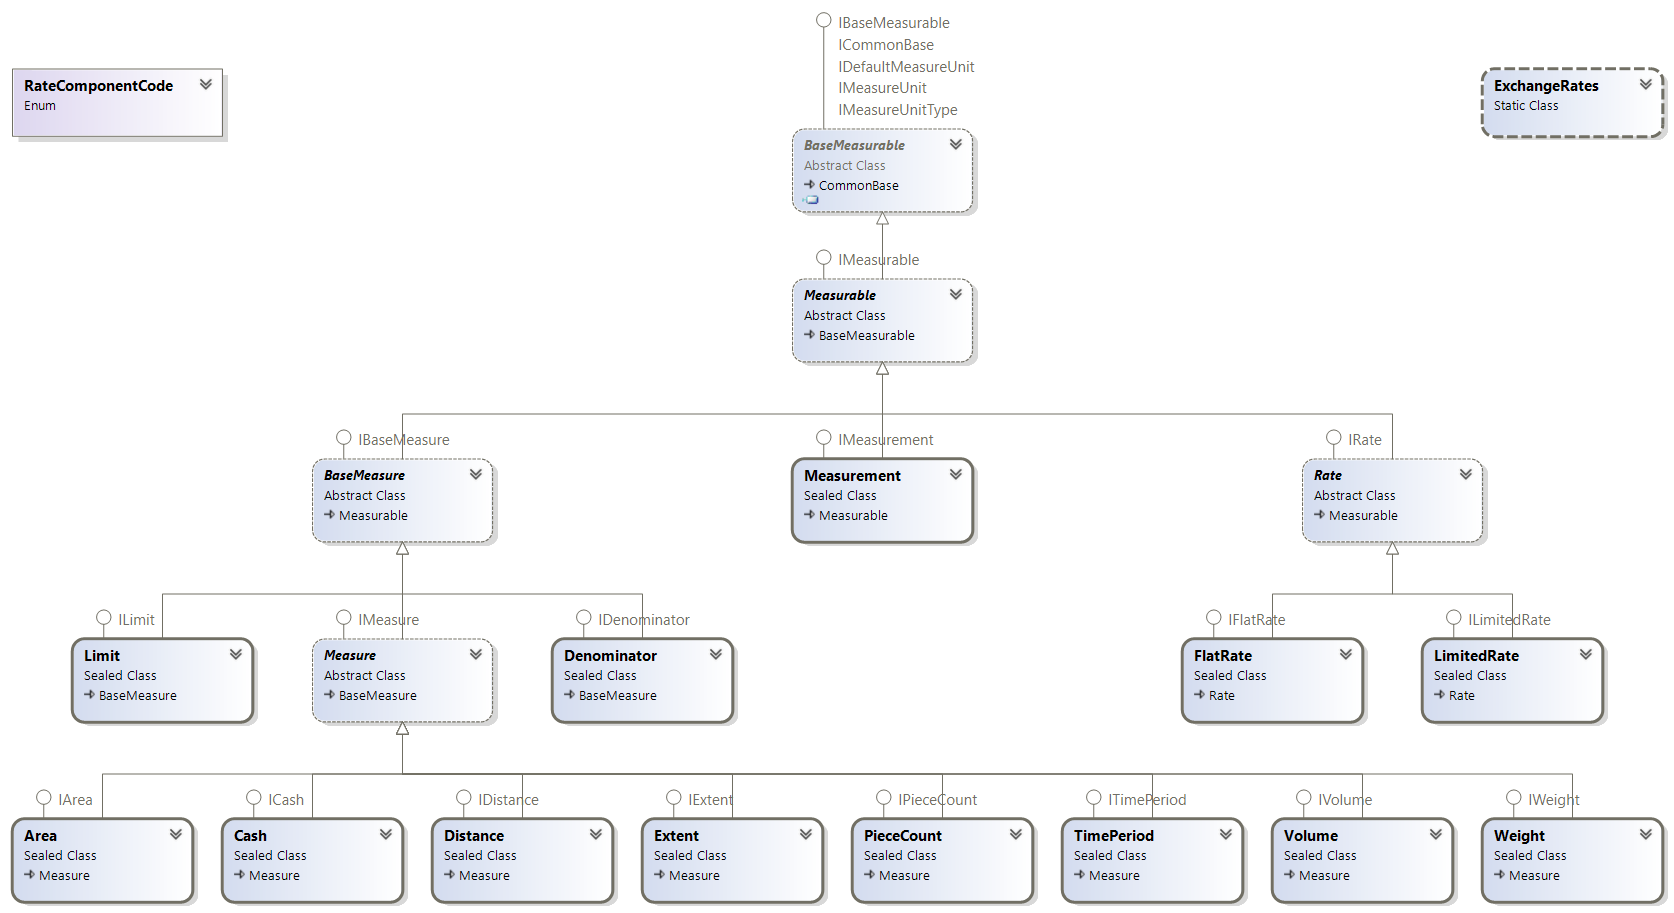 IBaseMeasurable
ICommonBase
IDefaultMeasureUnit
IMeasureUnit
IMeasureUnitType
RateComponentCode
Enum
ExchangeRates
Static Class
BaseMeasurable
Abstract Class
CommonBase
IMeasurable
Measurable
Abstract Class
BaseMeasurable
IBaseMeasure
BaseMeasure
Abstract Class
Measurable
IMeasurement
Measurement
Sealed Class
Measurable
IRate
Rate
Abstract Class
Measurable
ILimit
Limit
Sealed Class
BaseMeasure
IMeasure
Measure
Abstract Class
BaseMeasure
IDenominator
Denominator
Sealed Class
BaseMeasure
IFlatRate
FlatRate
Sealed Class
Rate
ILimitedRate
LimitedRate
Sealed Class
Rate
IArea
Area
Sealed Class
Measure
ICash
Cash
Sealed Class
Measure
IDistance
Distance
Sealed Class
Measure
IExtent
Extent
Sealed Class
Measure
IPieceCount
PieceCount
Sealed Class
Measure
ITimePeriod
TimePeriod
Sealed Class
Measure
IVolume
Volume
Sealed Class
Measure
IWeight
Weight
Sealed Class
Measure